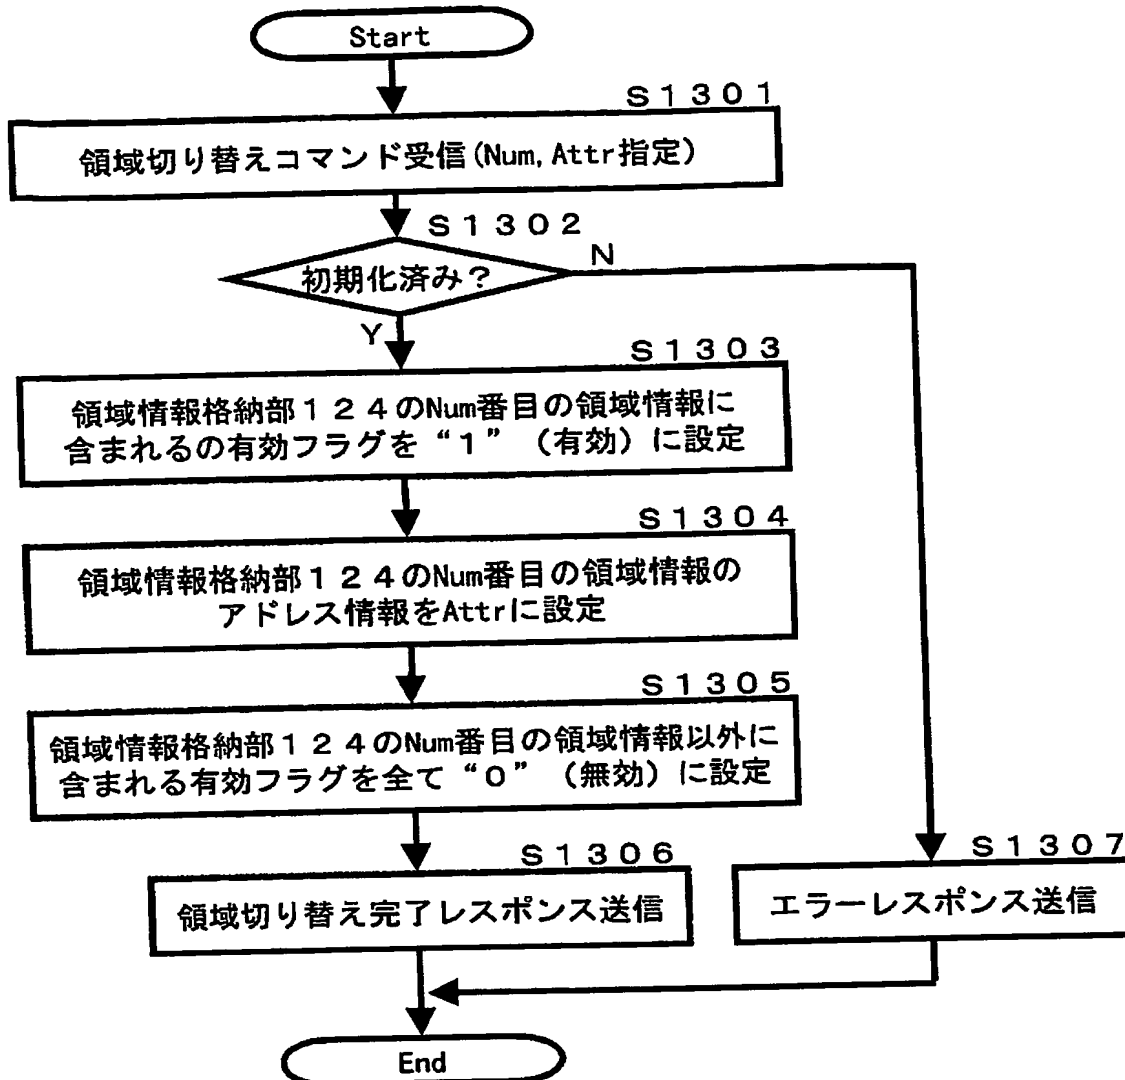 Start
S1301
領域切り替えコマンド受信(Num, Attr指定)
S1302
初期化済み?
N
Y
S1303
領域情報格納部124のNum番目の領域情報に
含まれるの有効フラグを“1”(有効)に設定
S1304
領域情報格納部124のNum番目の領域情報の
アドレス情報をAttrに設定
S1305
領域情報格納部124のNum番目の領域情報以外に
含まれる有効フラグを全て“0”(無効)に設定
S1306
領域切り替え完了レスポンス送信
S1307
エラーレスポンス送信
End